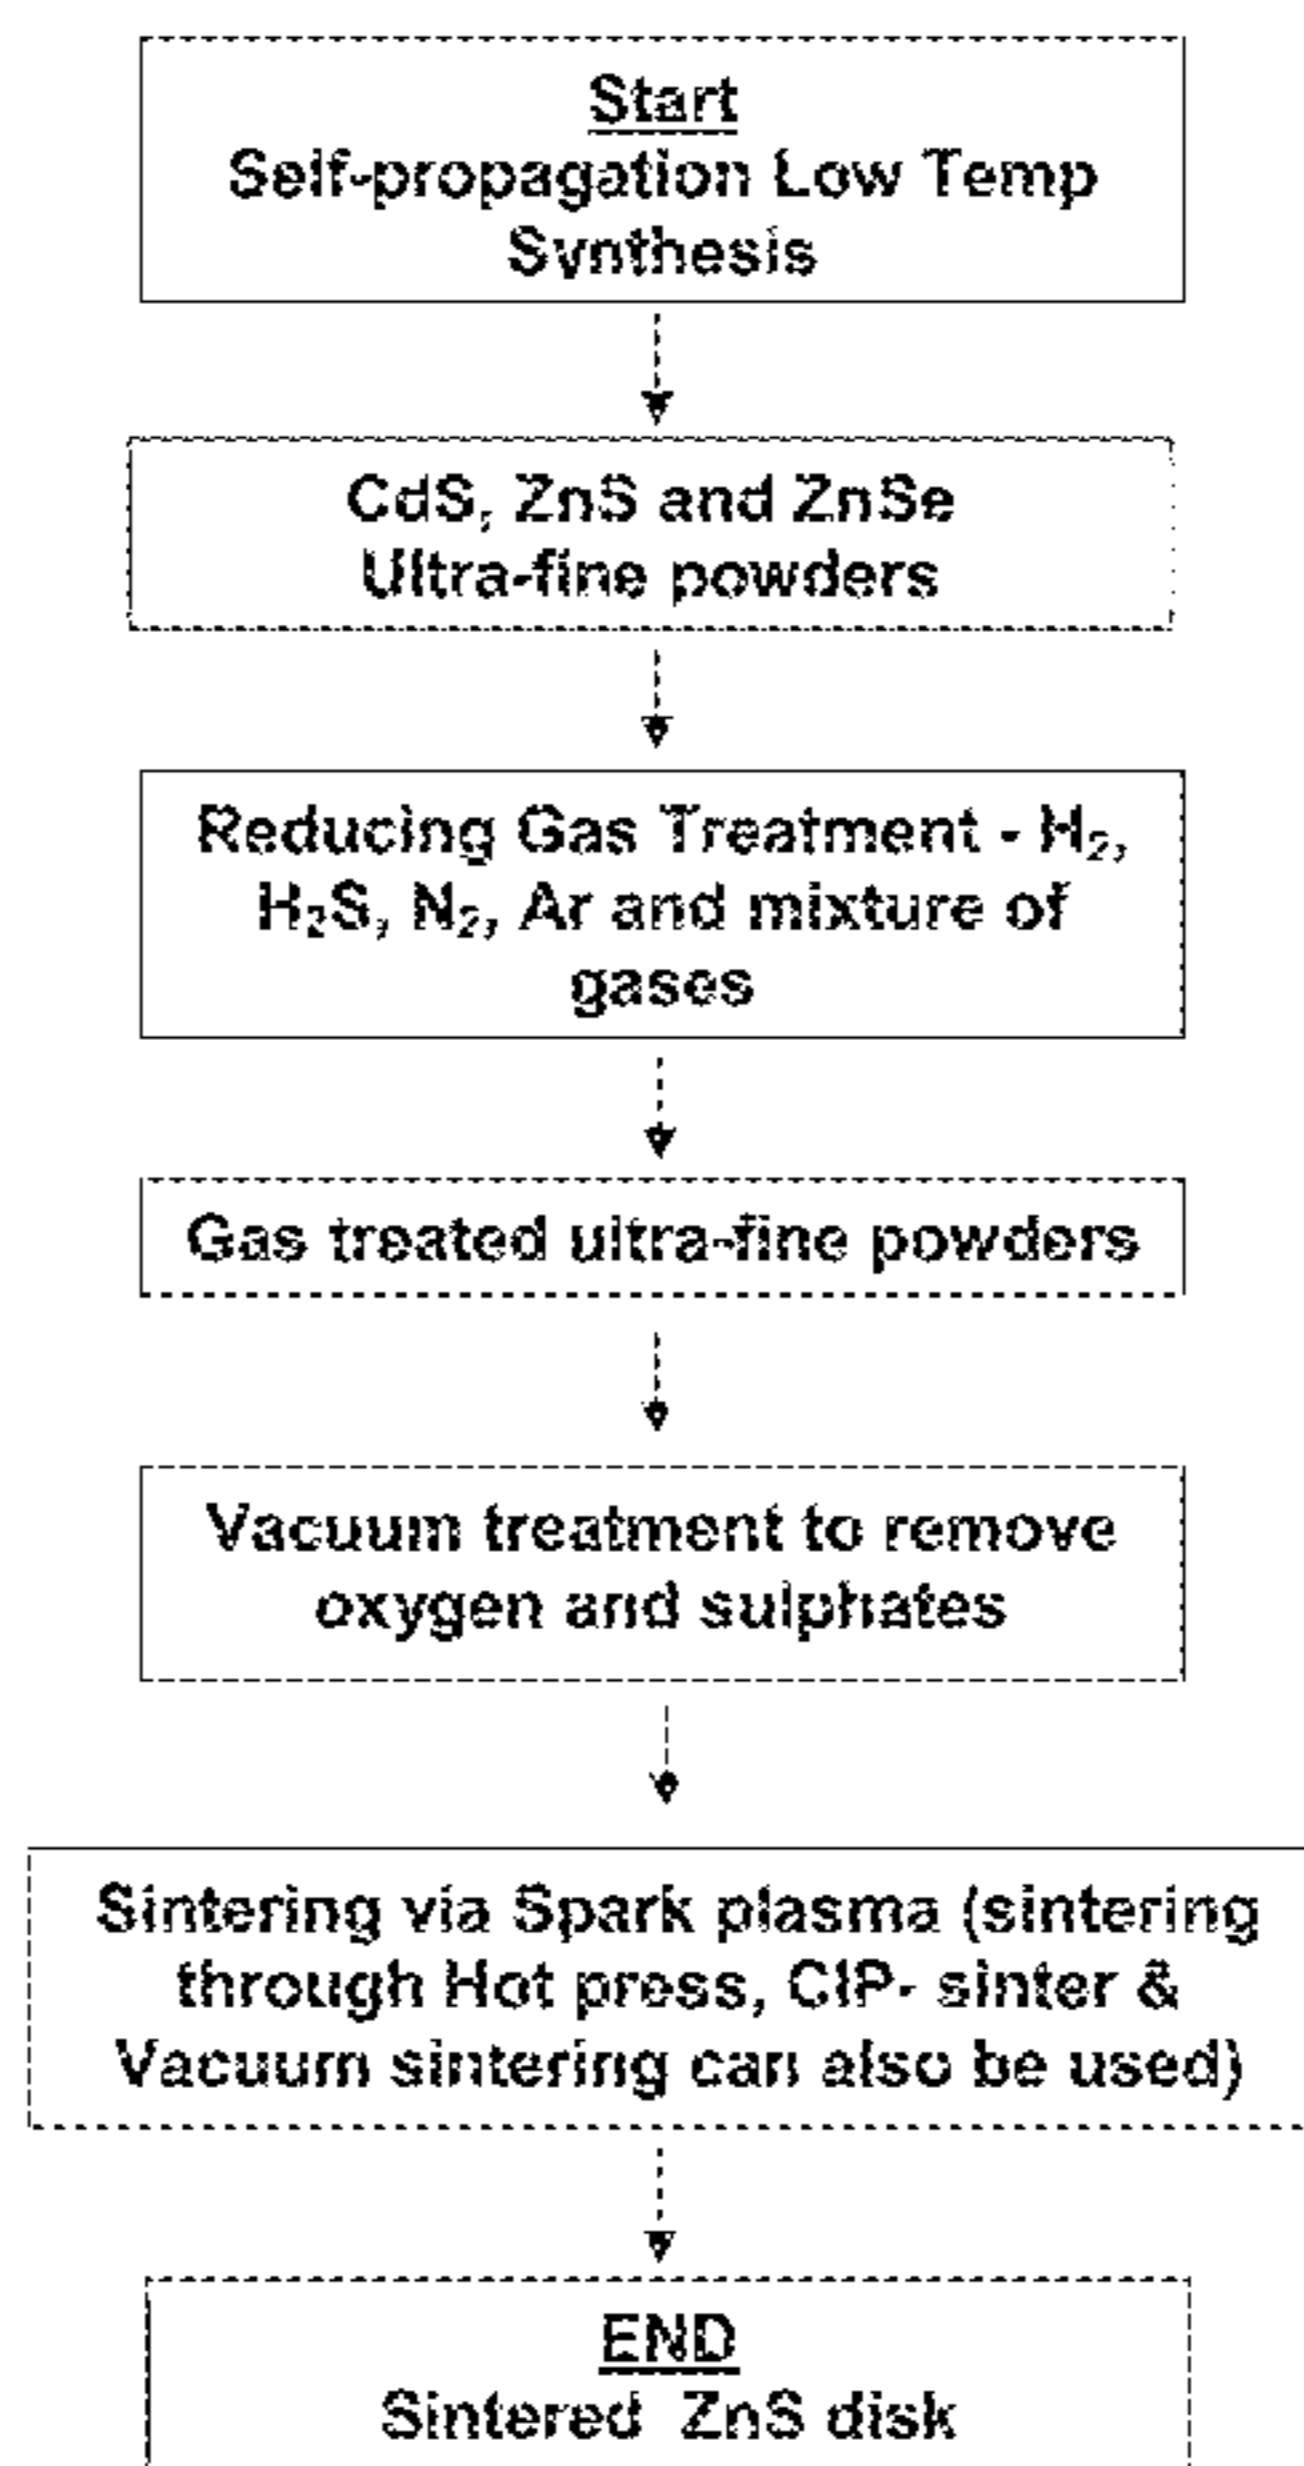 Start
Self-propagation Low Temp
Synthesis
CdS, ZnS and ZnSe
Ultra-fine powders
Reducing Gas Treatment - H₂,
H₂S, N₂, Ar and mixture of
gases
Gas treated ultra-fine powders
Vacuum treatment to remove
oxygen and sulphates
Sintering via Spark plasma (sintering
through Hot press, CIP- sinter &
Vacuum sintering can also be used)
END
Sintered ZnS disk